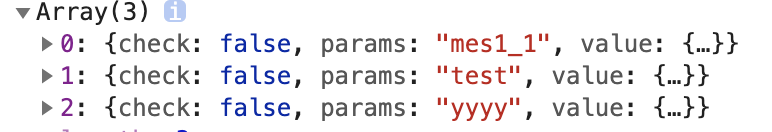 ▼Array(3) i
▶0: {check: false, params: "mes1_1", value: {…}}
▶1: {check: false, params: "test", value: {…}}
▶2: {check: false, params: "yyyy", value: {…}}